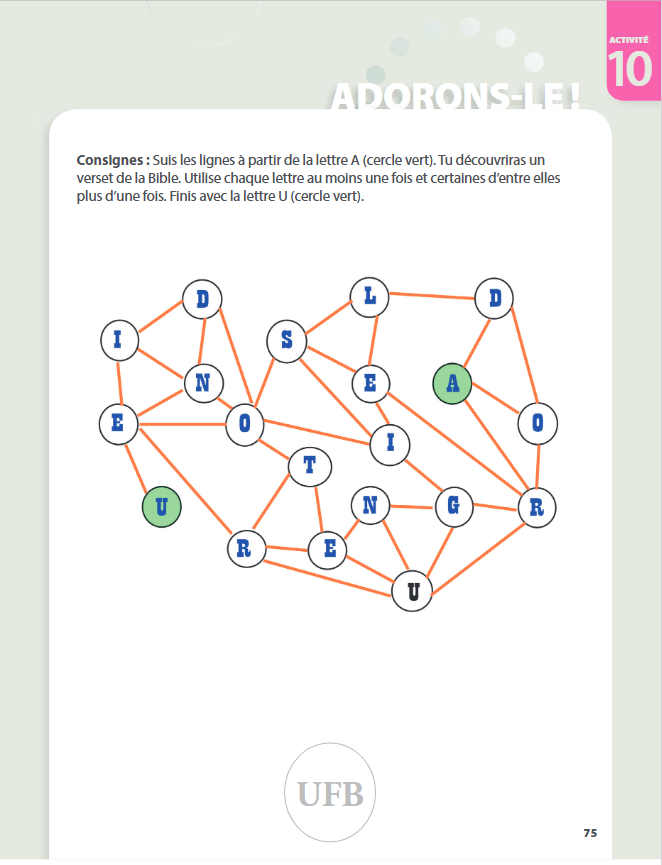 ACTIVITÉ
10
ADORONS-LE !
Consignes : Suis les lignes à partir de la lettre A (cercle vert). Tu découvriras un
verset de la Bible. Utilise chaque lettre au moins une fois et certaines d’entre elles
plus d’une fois. Finis avec la lettre U (cercle vert).
D L D
I S
N E A
E O I O
T
U N G R
R E
U
UFB
75